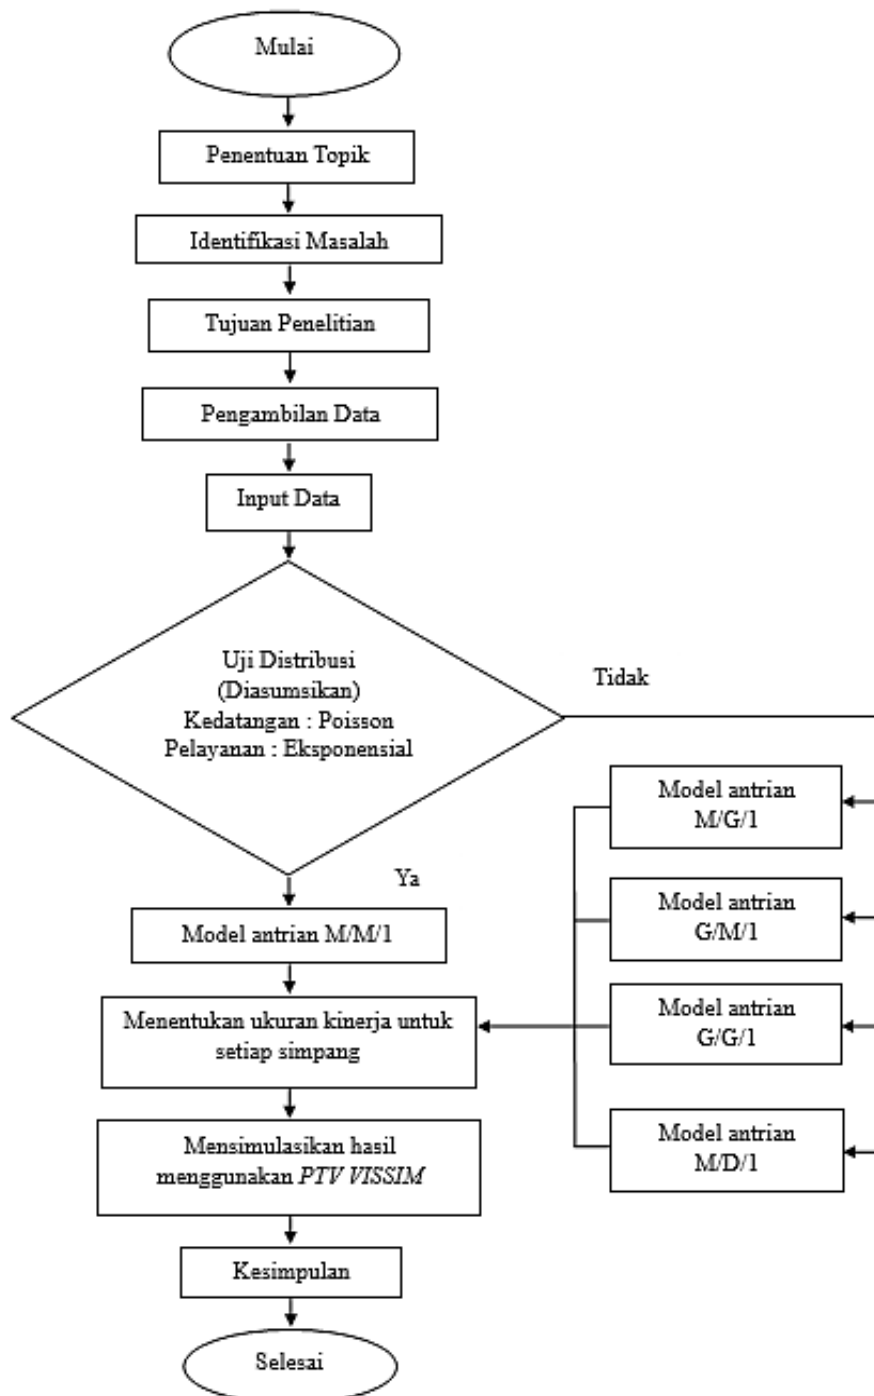 Mulai
Penentuan Topik
Identifikasi Masalah
Tujuan Penelitian
Pengambilan Data
Input Data
Uji Distribusi
(Diasumsikan)
Kedatangan : Poisson
Pelayanan : Eksponensial
Tidak
Ya
Model antrian M/M/1
Model antrian
M/G/1
Model antrian
G/M/1
Model antrian
G/G/1
Model antrian
M/D/1
Menentukan ukuran kinerja untuk
setiap simpang
Mensimulasikan hasil
menggunakan PTV VISSIM
Kesimpulan
Selesai